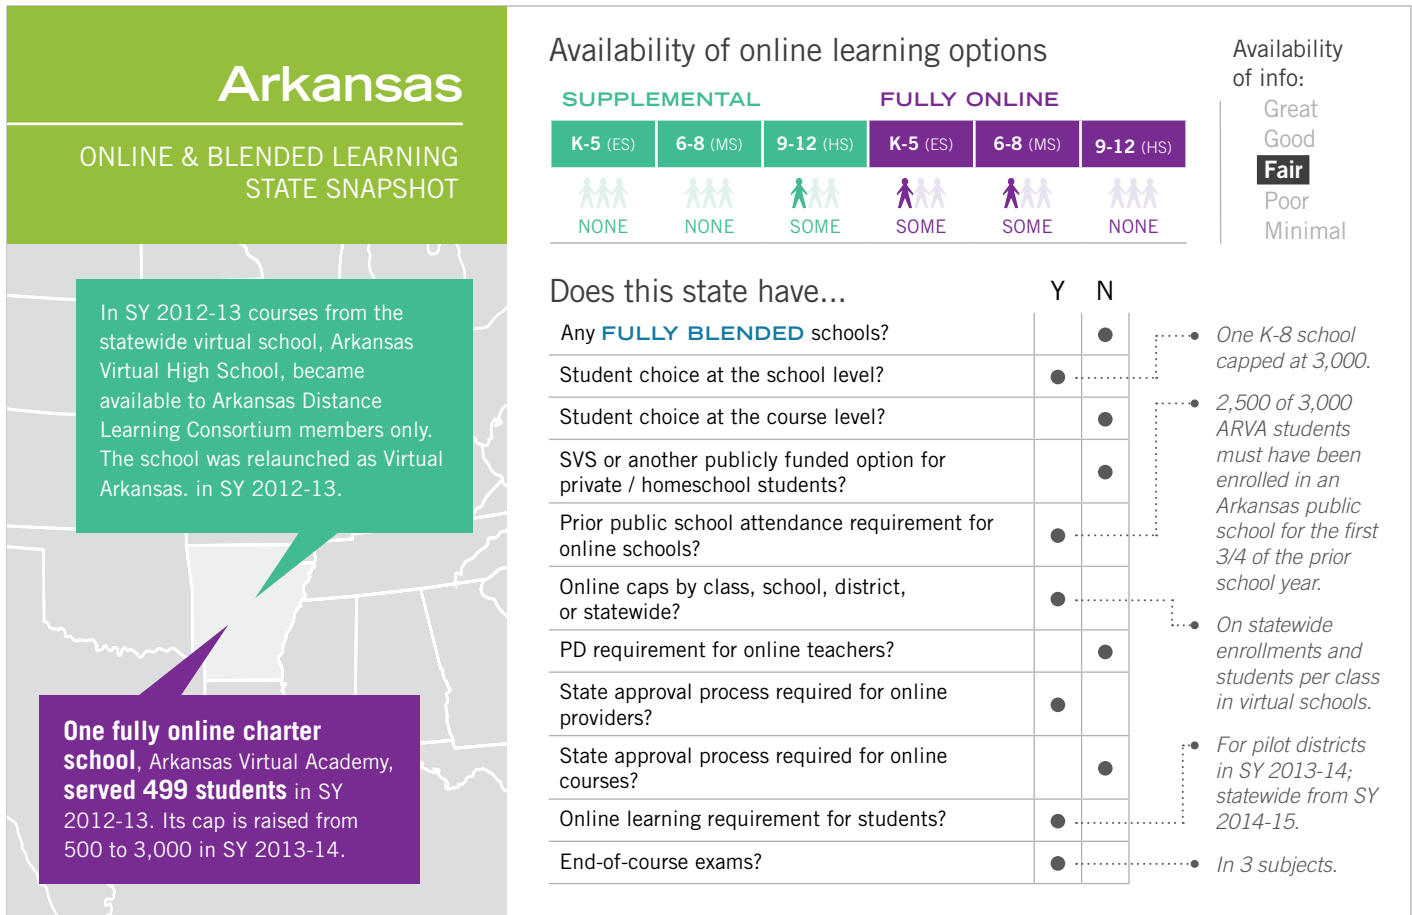 Arkansas
ONLINE & BLENDED LEARNING
STATE SNAPSHOT
In SY 2012-13 courses from the
statewide virtual school, Arkansas
Virtual High School, became
available to Arkansas Distance
Learning Consortium members only.
The school was relaunched as Virtual
Arkansas. in SY 2012-13.
One fully online charter
school, Arkansas Virtual Academy,
served 499 students in SY
2012-13. Its cap is raised from
500 to 3,000 in SY 2013-14.
Availability of online learning options
SUPPLEMENTAL FULLY ONLINE
K-5 (ES) 6-8 (MS) 9-12 (HS) K-5 (ES) 6-8 (MS) 9-12 (HS)
NONE NONE SOME SOME SOME NONE
Availability
of info:
Great
Good
Fair
Poor
Minimal
Does this state have... Y N
Any FULLY BLENDED schools?
Student choice at the school level?
Student choice at the course level?
SVS or another publicly funded option for
private / homeschool students?
Prior public school attendance requirement for
online schools?
Online caps by class, school, district,
or statewide?
PD requirement for online teachers?
State approval process required for online
providers?
State approval process required for online
courses?
Online learning requirement for students?
End-of-course exams?
One K-8 school
capped at 3,000.
2,500 of 3,000
ARVA students
must have been
enrolled in an
Arkansas public
school for the first
3/4 of the prior
school year.
On statewide
enrollments and
students per class
in virtual schools.
For pilot districts
in SY 2013-14;
statewide from SY
2014-15.
In 3 subjects.